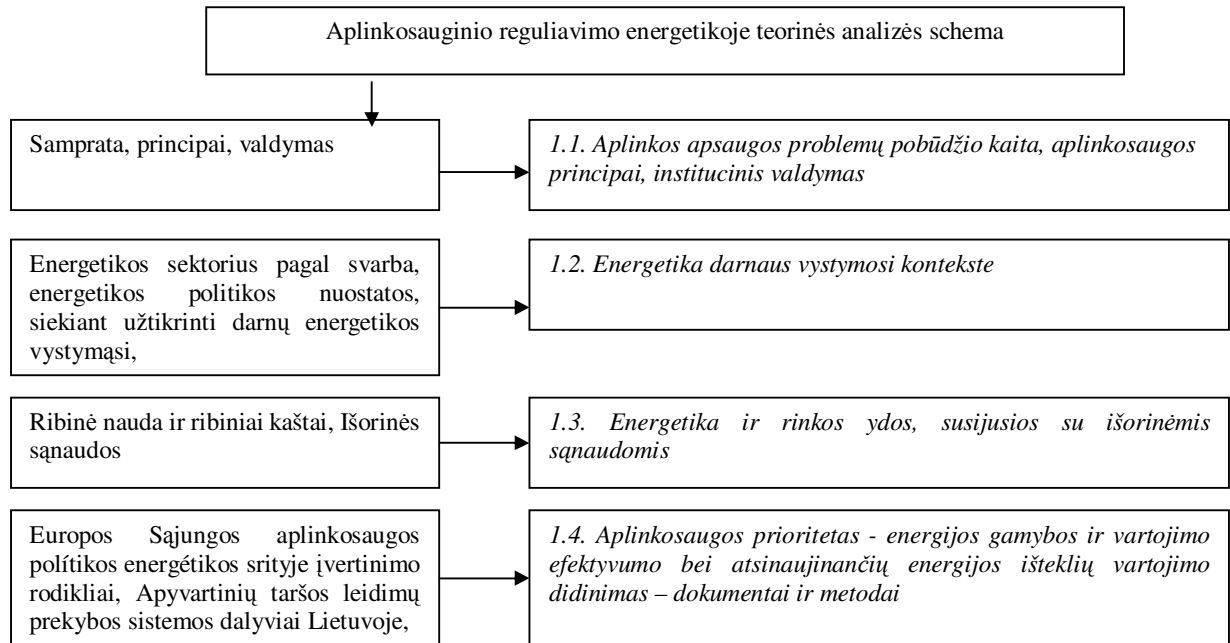 Aplinkosauginio reguliavimo energetikoje teorinės analizės schema
Samprata, principai, valdymas
1.1. Aplinkos apsaugos problemų pobūdžio kaita, aplinkosaugos
principai, institucinis valdymas
Energetikos sektorius pagal svarba,
energetikos politikos nuostatos,
siekiant užtikrinti darnų energetikos
vystymąsi,
1.2. Energetika darnaus vystymosi kontekste
Ribinė nauda ir ribiniai kaštai, Išorinės
sąnaudos
1.3. Energetika ir rinkos ydos, susijusios su išorinėmis
sąnaudomis
Europos Sąjungos aplinkosaugos
polítikos energétikos srityje įvertinimo
rodikliai, Apyvartinių taršos leidimų
prekybos sistemos dalyviai Lietuvoje,
1.4. Aplinkosaugos prioritetas - energijos gamybos ir vartojimo
efektyvumo bei atsinaujinančių energijos išteklių vartojimo
didinimas – dokumentai ir metodai